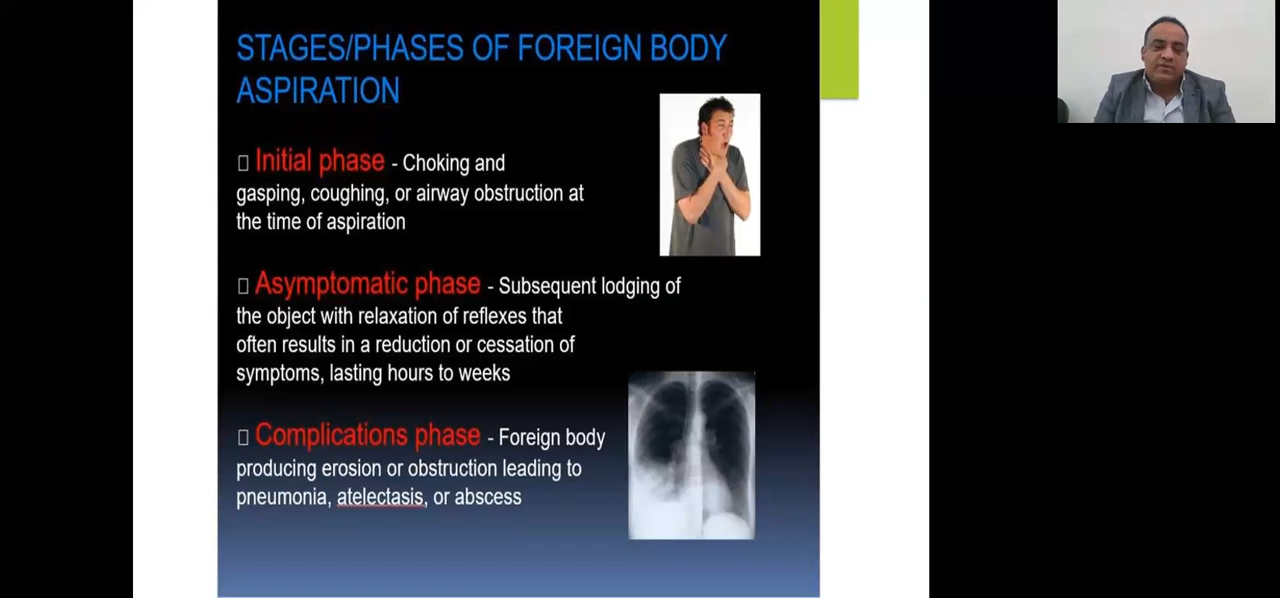 STAGES/PHASES OF FOREIGN BODY
ASPIRATION
Initial phase - Choking and
gasping, coughing, or airway obstruction at
the time of aspiration
Asymptomatic phase - Subsequent lodging of
the object with relaxation of reflexes that
often results in a reduction or cessation of
symptoms, lasting hours to weeks
Complications phase - Foreign body
producing erosion or obstruction leading to
pneumonia, atelectasis, or abscess